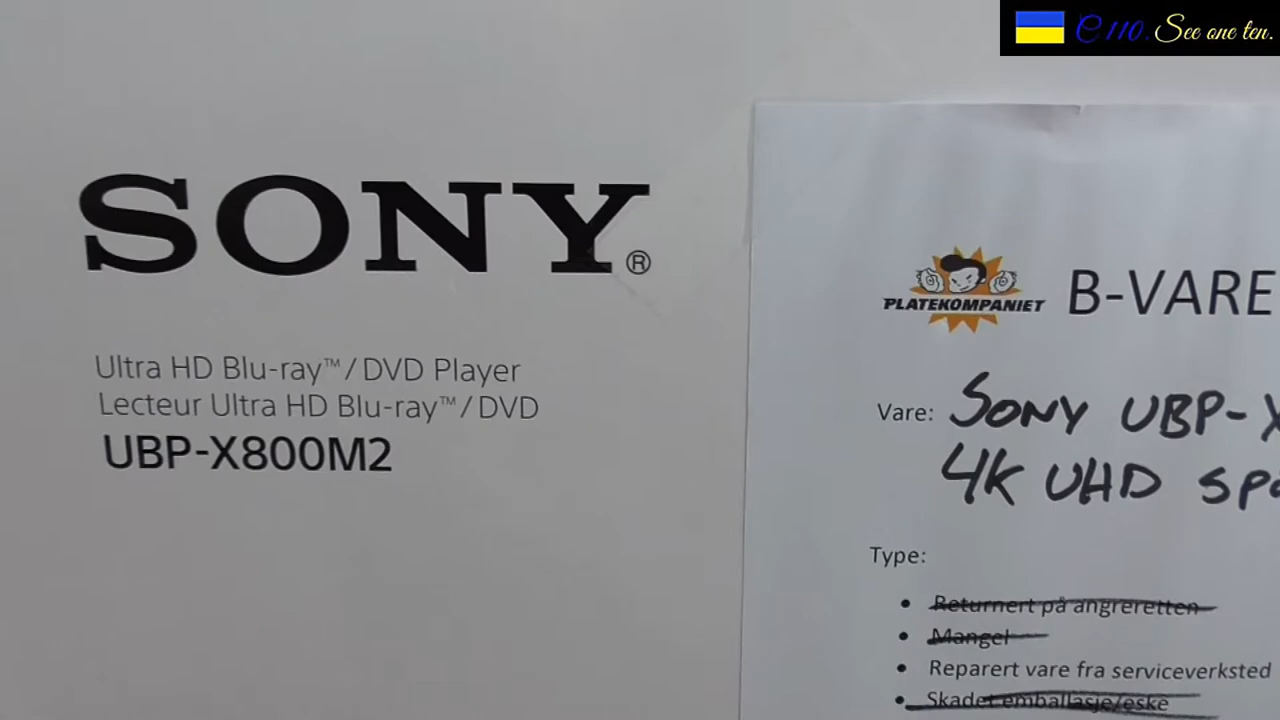 C 110. See one ten.
SONY®
Ultra HD Blu-ray™/DVD Player
Lecteur Ultra HD Blu-ray™/DVD
UBP-X800M2
PLATEKOMPANIET
B-VARE
Vare: SONY UBP-X
4K UHD
Type:
• Returnert på angreretten
• Mangel
• Reparert vare fra serviceverksted
• Skadet emballasje/eske